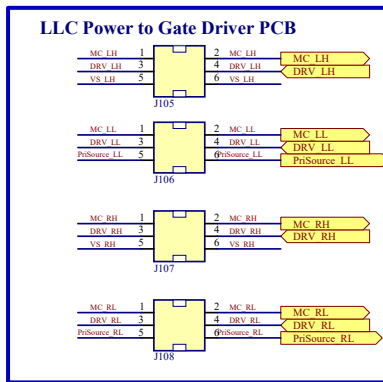 LLC Power to Gate Driver PCB
MC_LH 1 2 MC_LH MC_LH
DRV_LH 3 4 DRV_LH DRV_LH
VS_LH 5 6 VS_LH
J105
MC_LL 1 2 MC_LL MC_LL
DRV_LL 3 4 DRV_LL DRV_LL
PriSource_LL 5 6 PriSource_LL PriSource_LL
J106
MC_RH 1 2 MC_RH MC_RH
DRV_RH 3 4 DRV_RH DRV_RH
VS_RH 5 6 VS_RH
J107
MC_RL 1 2 MC_RL MC_RL
DRV_RL 3 4 DRV_RL DRV_RL
PriSource_RL 5 6 PriSource_RL PriSource_RL
J108